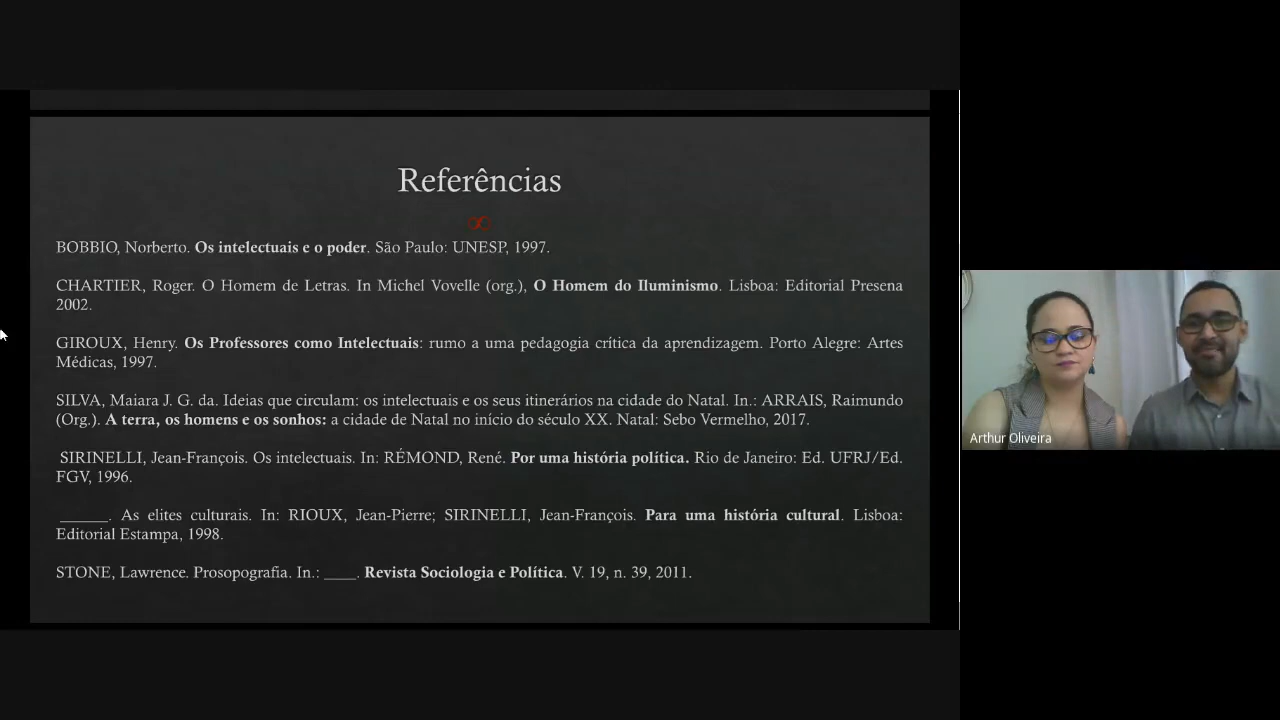 Referências
BOBBIO, Norberto. Os intelectuais e o poder. São Paulo: UNESP, 1997.
CHARTIER, Roger. O Homem de Letras. In Michel Vovelle (org.), O Homem do Iluminismo. Lisboa: Editorial Presena
2002.
GIROUX, Henry. Os Professores como Intelectuais: rumo a uma pedagogia crítica da aprendizagem. Porto Alegre: Artes
Médicas, 1997.
SILVA, Maiara J. G. da. Ideias que circulam: os intelectuais e os seus itinerários na cidade do Natal. In.: ARRAIS, Raimundo
(Org.). A terra, os homens e os sonhos: a cidade de Natal no início do século XX. Natal: Sebo Vermelho, 2017.
SIRINELLI, Jean-François. Os intelectuais. In: RÉMOND, René. Por uma história política. Rio de Janeiro: Ed. UFRJ/Ed.
FGV, 1996.
______. As elites culturais. In: RIOUX, Jean-Pierre; SIRINELLI, Jean-François. Para uma história cultural. Lisboa:
Editorial Estampa, 1998.
STONE, Lawrence. Prosopografia. In.: ____. Revista Sociologia e Política. V. 19, n. 39, 2011.
Arthur Oliveira